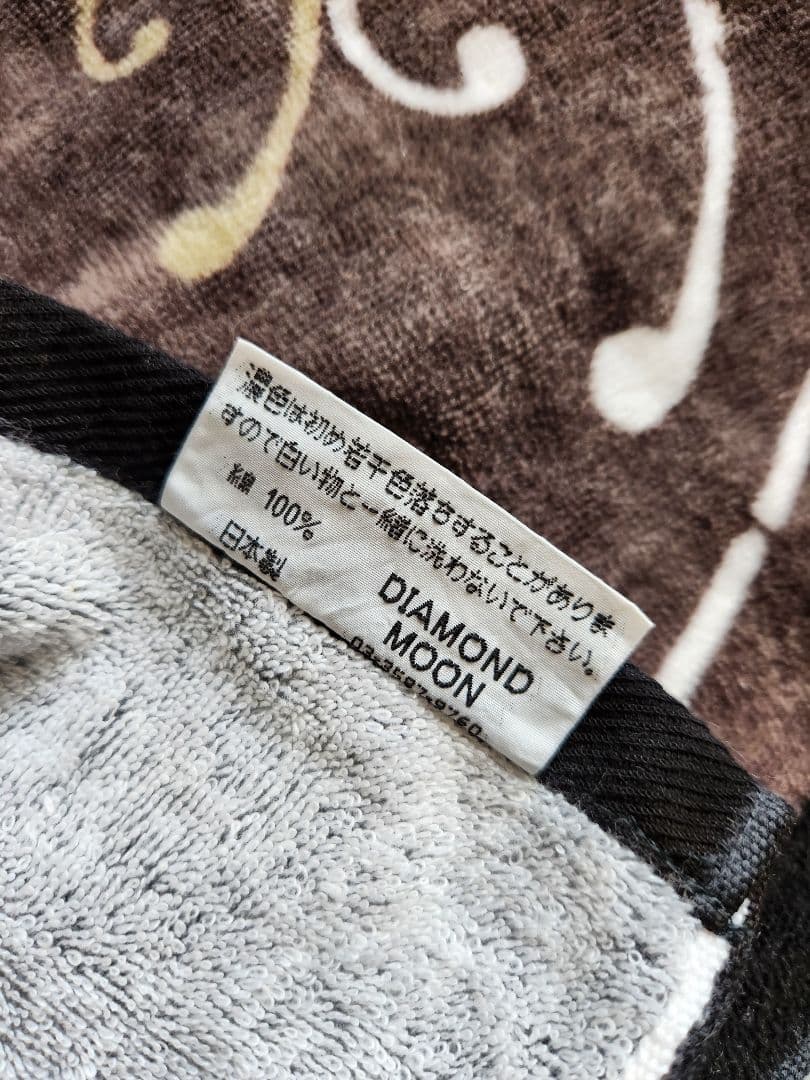 濃色は初め若干色落ちすることがありま
すので白い物と一緒に洗わないで下さい。
綿 100%
日本製
DIAMOND
MOON
03-3597-9760